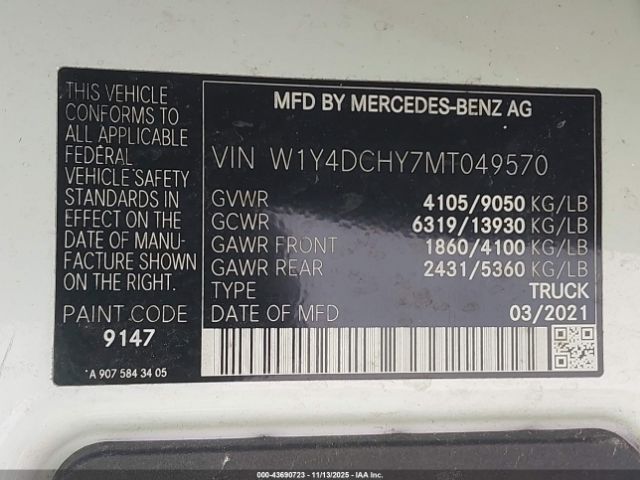 THIS VEHICLE
CONFORMS TO
ALL APPLICABLE
FEDERAL
VEHICLE SAFETY
STANDARDS IN
EFFECT ON THE
DATE OF MANU-
FACTURE SHOWN
ON THE RIGHT.
PAINT CODE
9147
A 907 584 34 05
MFD BY MERCEDES-BENZ AG
VIN W1Y4DCHY7MT049570
GVWR 4105/9050 KG/LB
GCWR 6319/13930 KG/LB
GAWR FRONT 1860/4100 KG/LB
GAWR REAR 2431/5360 KG/LB
TYPE TRUCK
DATE OF MFD 03/2021
000-43690723 11/13/2025 - IAAI.COM